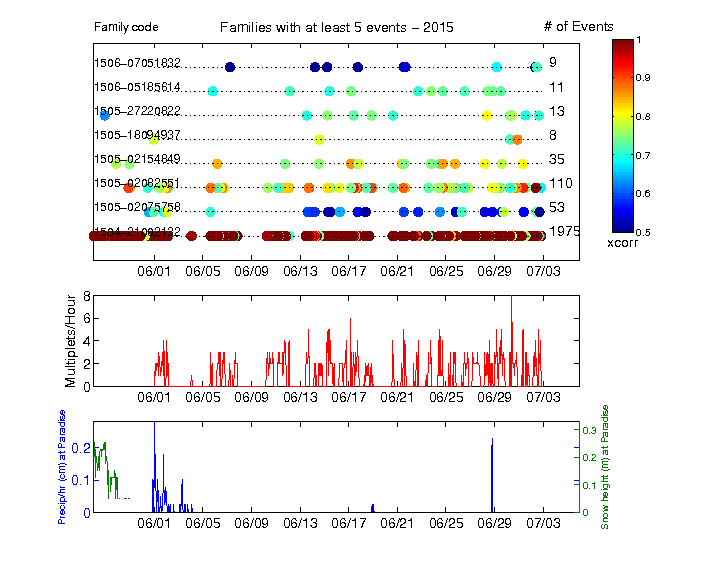 Family code
Families with at least 5 events − 2015
# of Events
1506−07051832 9
1506−05185614 11
1505−27220822 13
1505−18094937 8
1505−02154849 35
1505−02082551 110
1505−02075758 53
1504−21002132 1975
1
0.9
0.8
0.7
0.6
0.5
xcorr
06/01 06/05 06/09 06/13 06/17 06/21 06/25 06/29 07/03
Multiplets/Hour
8
6
4
2
0
06/01 06/05 06/09 06/13 06/17 06/21 06/25 06/29 07/03
Precip/hr (cm) at Paradise
0.2
0.1
0
0.3
0.2
0.1
0
Snow height (m) at Paradise
06/01 06/05 06/09 06/13 06/17 06/21 06/25 06/29 07/03